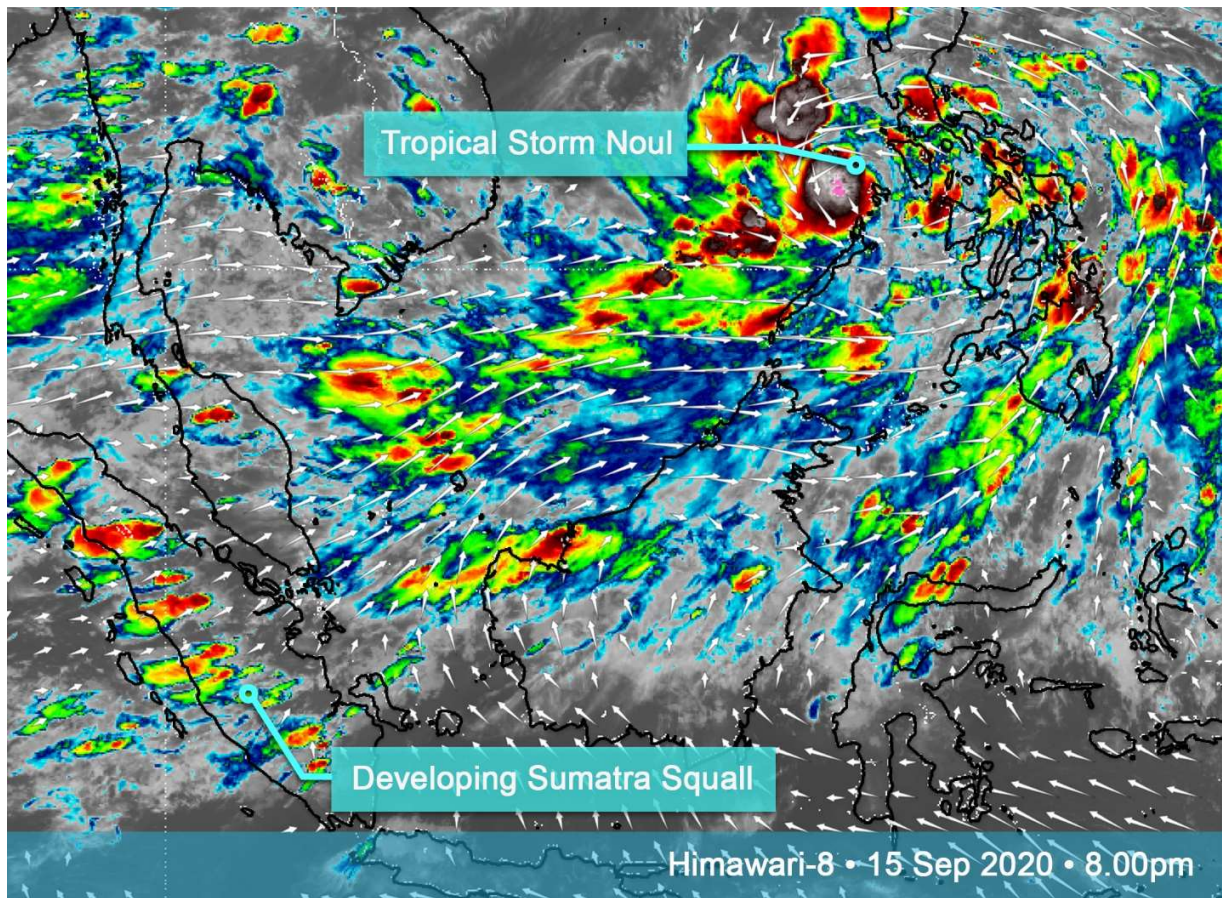 Tropical Storm Noul
Developing Sumatra Squall
Himawari-8 • 15 Sep 2020 • 8.00pm